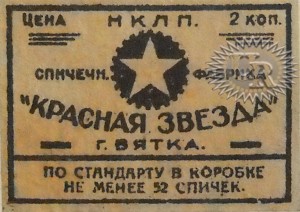 ЦЕНА НКЛП. 2 КОП.
СПИЧЕЧН. ФАБРИКА
"КРАСНАЯ ЗВЕЗДА"
Г. ВЯТКА.
ПО СТАНДАРТУ В КОРОБКЕ
НЕ МЕНЕЕ 52 СПИЧЕК.